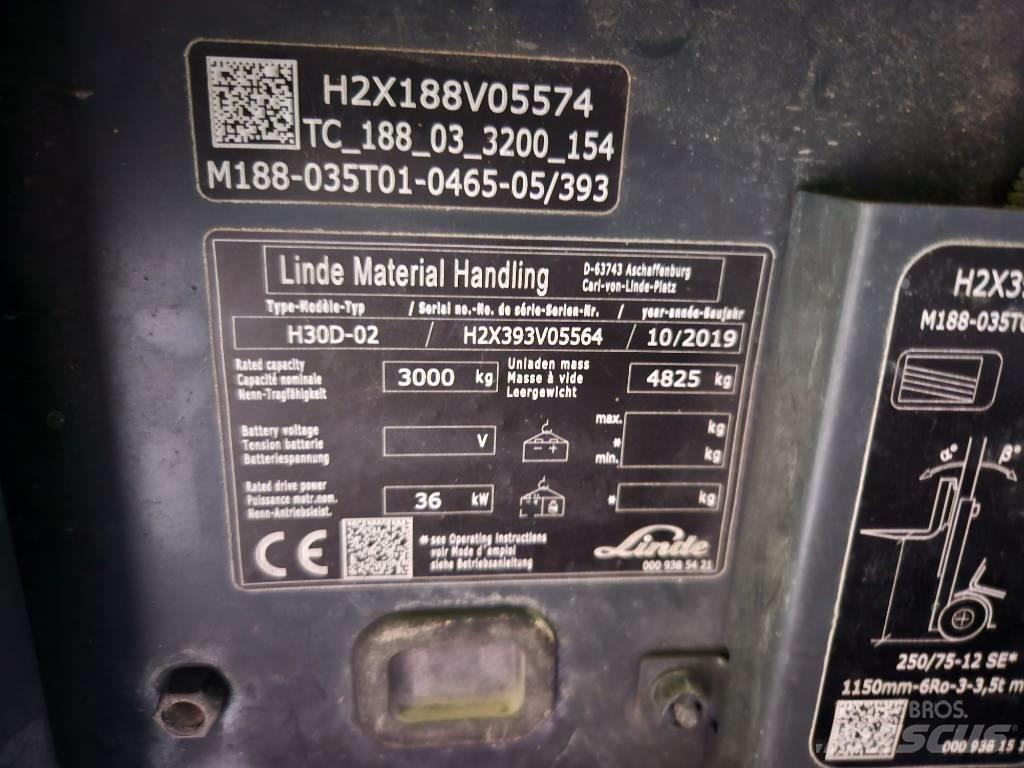 H2X188V05574
TC_188_03_3200_154
M188-035T01-0465-05/393
Linde Material Handling
D-63743 Aschaffenburg
Carl-von-Linde-Platz
Type-Modèle-Typ / Serial no.-No. de série-Serien-Nr. / year-année-Baujahr
H30D-02 / H2X393V05564 / 10/2019
Rated capacity
Capacité nominale
Nenn-Tragfähigkeit
3000 kg
Unladen mass
Masse à vide
Leergewicht
4825 kg
Battery voltage
Tension batterie
Batteriespannung
V
max. kg
*
min. kg
Rated drive power
Puissance motr.nom.
Nenn-Antriebsleist.
36 kW
* kg
CE
* see Operating Instructions
voir Mode d'emploi
siehe Betriebsanleitung
Linde
000 938 54 21
H2X39
M188-035T0
α° β°
250/75-12 SE*
1150mm-6Ro-3-3,5t m
000 938 15 1
BROS.
SCUS